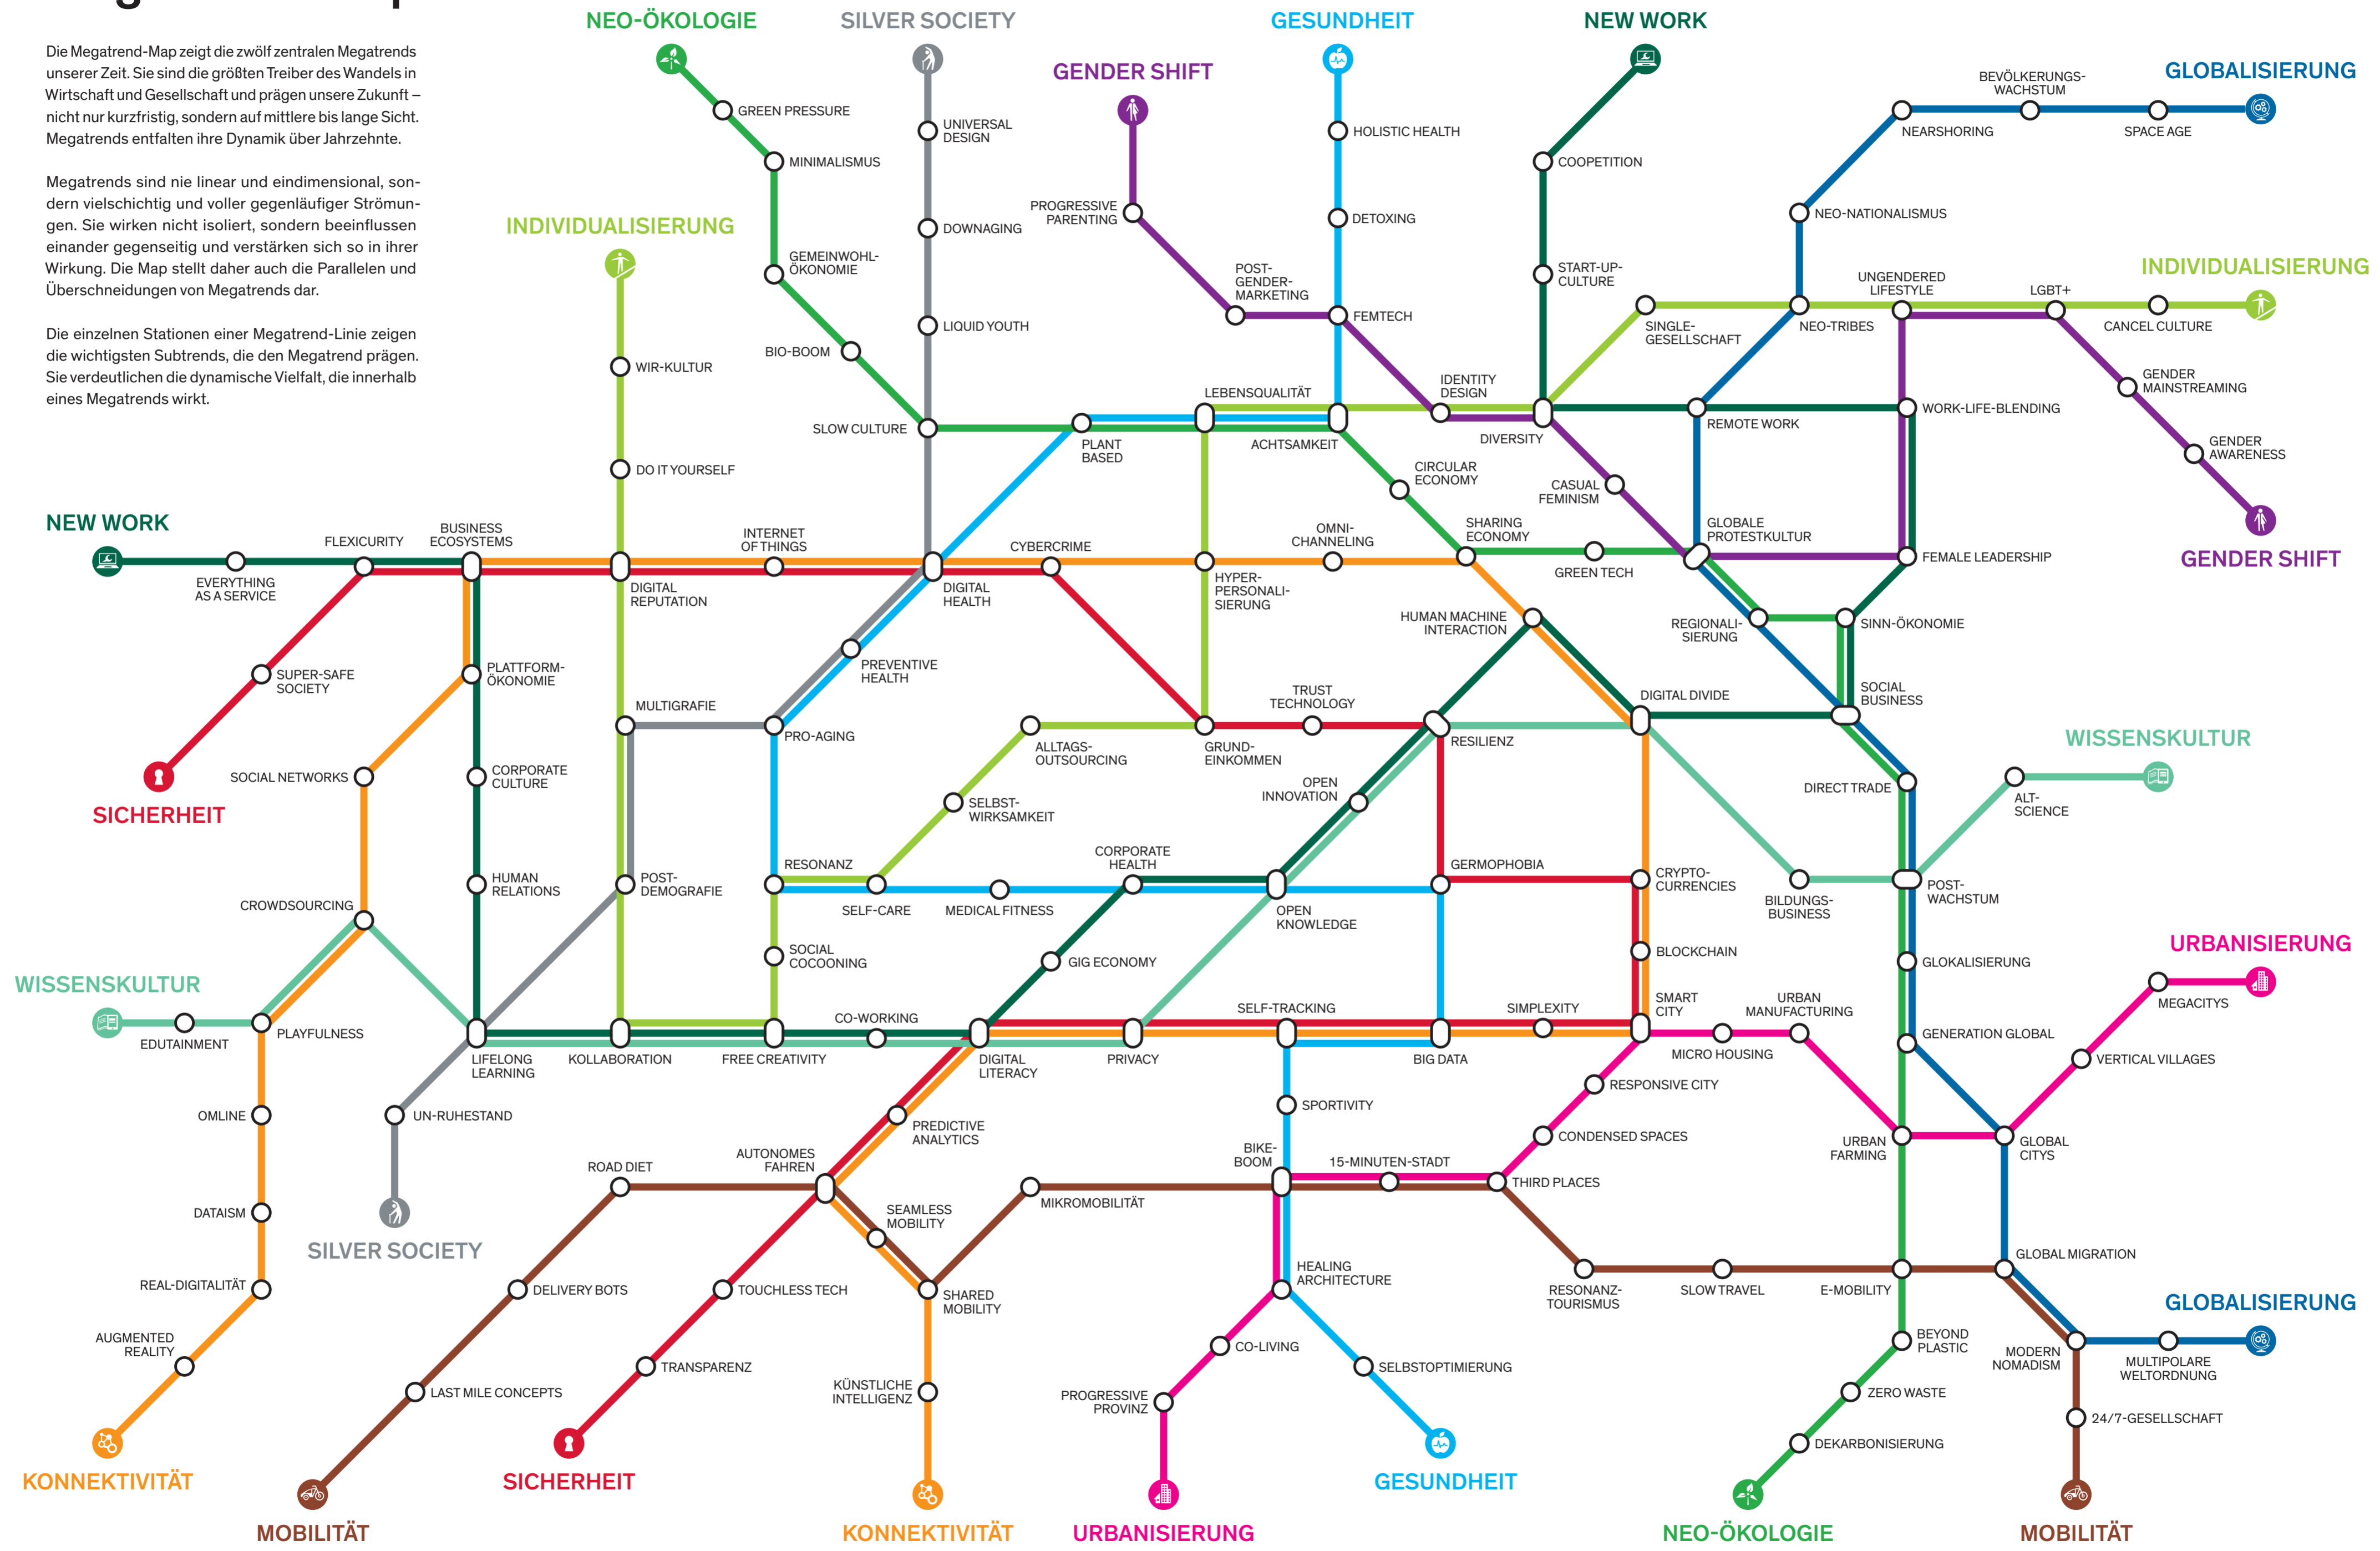 Die Megatrend-Map zeigt die zwölf zentralen Megatrends
unserer Zeit. Sie sind die größten Treiber des Wandels in
Wirtschaft und Gesellschaft und prägen unsere Zukunft –
nicht nur kurzfristig, sondern auf mittlere bis lange Sicht.
Megatrends entfalten ihre Dynamik über Jahrzehnte.
Megatrends sind nie linear und eindimensional, son-
dern vielschichtig und voller gegenläufiger Strömun-
gen. Sie wirken nicht isoliert, sondern beeinflussen
einander gegenseitig und verstärken sich so in ihrer
Wirkung. Die Map stellt daher auch die Parallelen und
Überschneidungen von Megatrends dar.
Die einzelnen Stationen einer Megatrend-Linie zeigen
die wichtigsten Subtrends, die den Megatrend prägen.
Sie verdeutlichen die dynamische Vielfalt, die innerhalb
eines Megatrends wirkt.
NEO-ÖKOLOGIE
SILVER SOCIETY
GESUNDHEIT
NEW WORK
GENDER SHIFT
GLOBALISIERUNG
BEVÖLKERUNGS-
WACHSTUM
GREEN PRESSURE
UNIVERSAL
DESIGN
HOLISTIC HEALTH
NEARSHORING
SPACE AGE
MINIMALISMUS
COOPETITION
PROGRESSIVE
PARENTING
DETOXING
NEO-NATIONALISMUS
INDIVIDUALISIERUNG
DOWNAGING
GEMEINWOHL-
ÖKONOMIE
POST-
GENDER-
MARKETING
START-UP-
CULTURE
UNGENDERED
LIFESTYLE
LGBT+
INDIVIDUALISIERUNG
LIQUID YOUTH
FEMTECH
SINGLE-
GESELLSCHAFT
NEO-TRIBES
CANCEL CULTURE
BIO-BOOM
WIR-KULTUR
LEBENSQUALITÄT
IDENTITY
DESIGN
GENDER
MAINSTREAMING
SLOW CULTURE
PLANT
BASED
ACHTSAMKEIT
DIVERSITY
REMOTE WORK
WORK-LIFE-BLENDING
DO IT YOURSELF
CIRCULAR
ECONOMY
CASUAL
FEMINISM
GENDER
AWARENESS
NEW WORK
FLEXICURITY
BUSINESS
ECOSYSTEMS
INTERNET
OF THINGS
CYBERCRIME
OMNI-
CHANNELING
SHARING
ECONOMY
GLOBALE
PROTESTKULTUR
GENDER SHIFT
EVERYTHING
AS A SERVICE
DIGITAL
REPUTATION
DIGITAL
HEALTH
HYPER-
PERSONALI-
SIERUNG
GREEN TECH
FEMALE LEADERSHIP
HUMAN MACHINE
INTERACTION
REGIONALI-
SIERUNG
SINN-ÖKONOMIE
SUPER-SAFE
SOCIETY
PLATTFORM-
ÖKONOMIE
PREVENTIVE
HEALTH
MULTIGRAFIE
PRO-AGING
TRUST
TECHNOLOGY
DIGITAL DIVIDE
SOCIAL
BUSINESS
ALLTAGS-
OUTSOURCING
GRUND-
EINKOMMEN
RESILIENZ
WISSENSKULTUR
SOCIAL NETWORKS
CORPORATE
CULTURE
SICHERHEIT
SELBST-
WIRKSAMKEIT
OPEN
INNOVATION
DIRECT TRADE
ALT-
SCIENCE
HUMAN
RELATIONS
POST-
DEMOGRAFIE
RESONANZ
CORPORATE
HEALTH
GERMOPHOBIA
CRYPTO-
CURRENCIES
CROWDSOURCING
SELF-CARE
MEDICAL FITNESS
OPEN
KNOWLEDGE
BILDUNGS-
BUSINESS
POST-
WACHSTUM
SOCIAL
COCOONING
GIG ECONOMY
BLOCKCHAIN
GLOKALISIERUNG
URBANISIERUNG
WISSENSKULTUR
EDUTAINMENT
PLAYFULNESS
CO-WORKING
SELF-TRACKING
SIMPLEXITY
SMART
CITY
URBAN
MANUFACTURING
MEGACITYS
LIFELONG
LEARNING
KOLLABORATION
FREE CREATIVITY
DIGITAL
LITERACY
PRIVACY
BIG DATA
MICRO HOUSING
GENERATION GLOBAL
VERTICAL VILLAGES
RESPONSIVE CITY
OMLINE
UN-RUHESTAND
PREDICTIVE
ANALYTICS
SPORTIVITY
CONDENSED SPACES
URBAN
FARMING
GLOBAL
CITYS
ROAD DIET
AUTONOMES
FAHREN
BIKE-
BOOM
15-MINUTEN-STADT
THIRD PLACES
DATAISM
SEAMLESS
MOBILITY
MIKROMOBILITÄT
SILVER SOCIETY
GLOBAL MIGRATION
REAL-DIGITALITÄT
DELIVERY BOTS
TOUCHLESS TECH
SHARED
MOBILITY
HEALING
ARCHITECTURE
RESONANZ-
TOURISMUS
SLOW TRAVEL
E-MOBILITY
GLOBALISIERUNG
AUGMENTED
REALITY
CO-LIVING
BEYOND
PLASTIC
MODERN
NOMADISM
MULTIPOLARE
WELTORDNUNG
LAST MILE CONCEPTS
TRANSPARENZ
KÜNSTLICHE
INTELLIGENZ
PROGRESSIVE
PROVINZ
SELBSTOPTIMIERUNG
ZERO WASTE
24/7-GESELLSCHAFT
DEKARBONISIERUNG
KONNEKTIVITÄT
SICHERHEIT
GESUNDHEIT
MOBILITÄT
KONNEKTIVITÄT
URBANISIERUNG
NEO-ÖKOLOGIE
MOBILITÄT